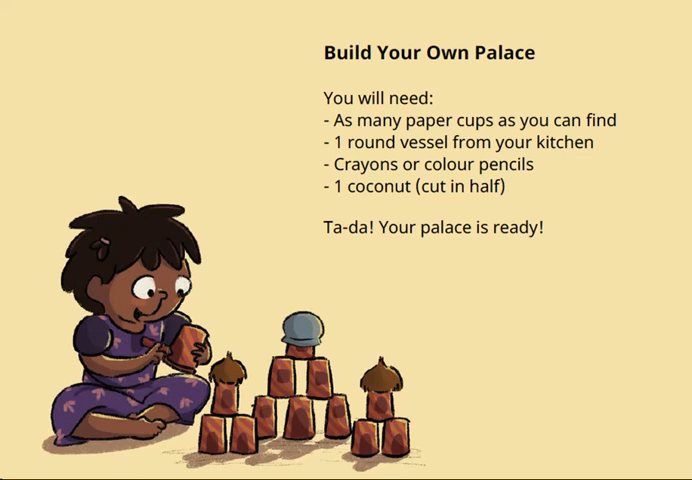 Build Your Own Palace
You will need:
- As many paper cups as you can find
- 1 round vessel from your kitchen
- Crayons or colour pencils
- 1 coconut (cut in half)
Ta-da! Your palace is ready!